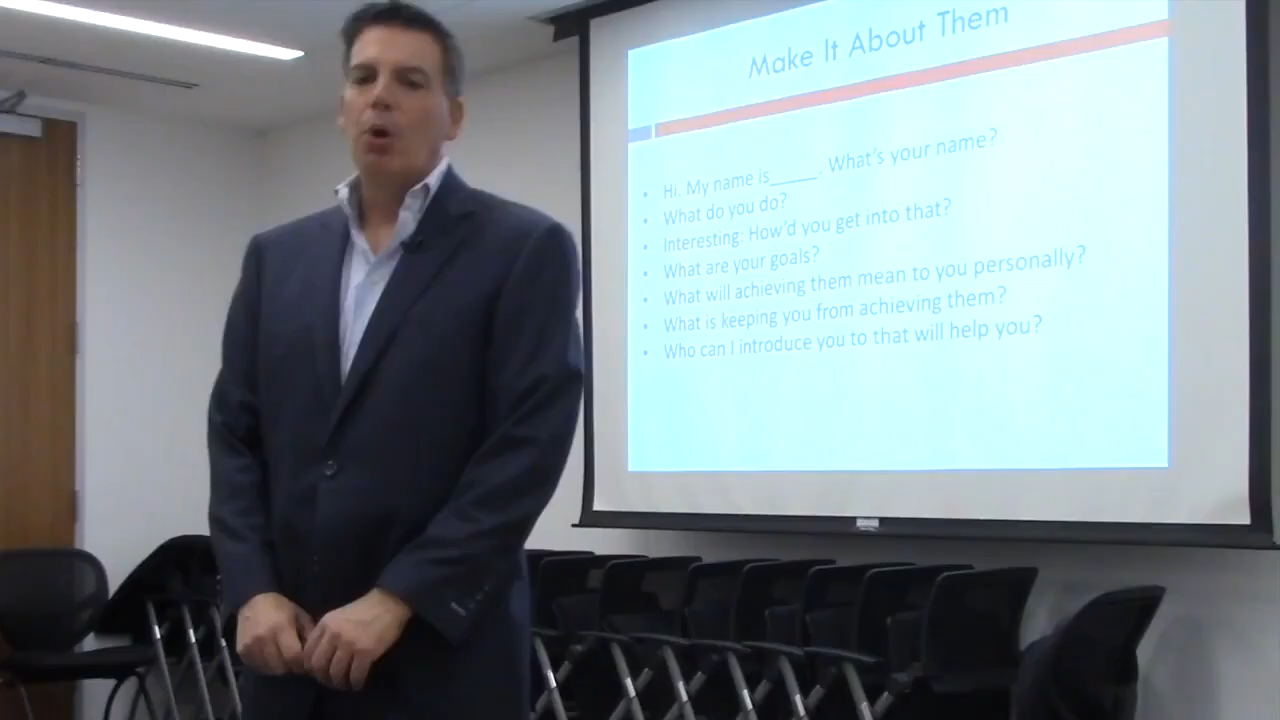 Make It About Them
• Hi. My name is_____. What's your name?
• What do you do?
• Interesting: How'd you get into that?
• What are your goals?
• What will achieving them mean to you personally?
• What is keeping you from achieving them?
• Who can I introduce you to that will help you?